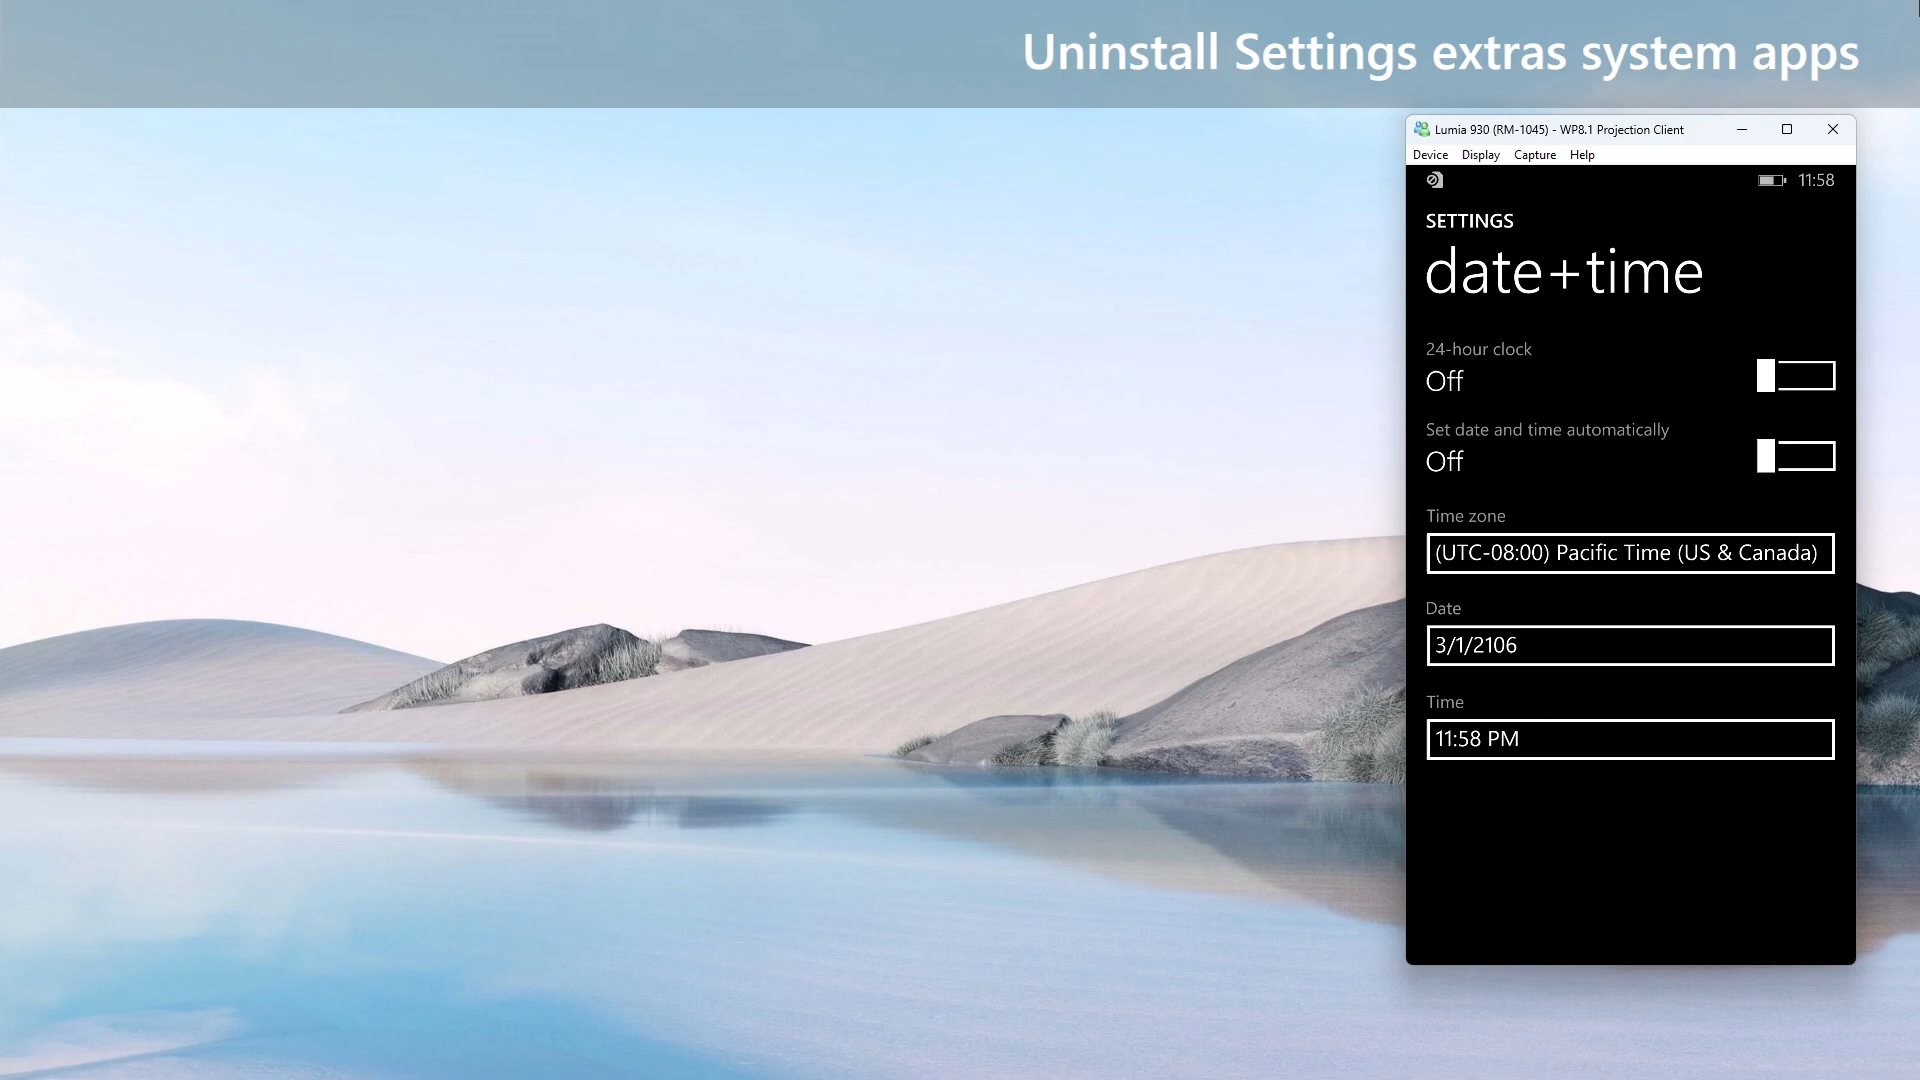 Uninstall Settings extras system apps
Lumia 930 (RM-1045) - WP8.1 Projection Client
Device Display Capture Help
11:58
SETTINGS
date+time
24-hour clock
Off
Set date and time automatically
Off
Time zone
(UTC-08:00) Pacific Time (US & Canada)
Date
3/1/2106
Time
11:58 PM